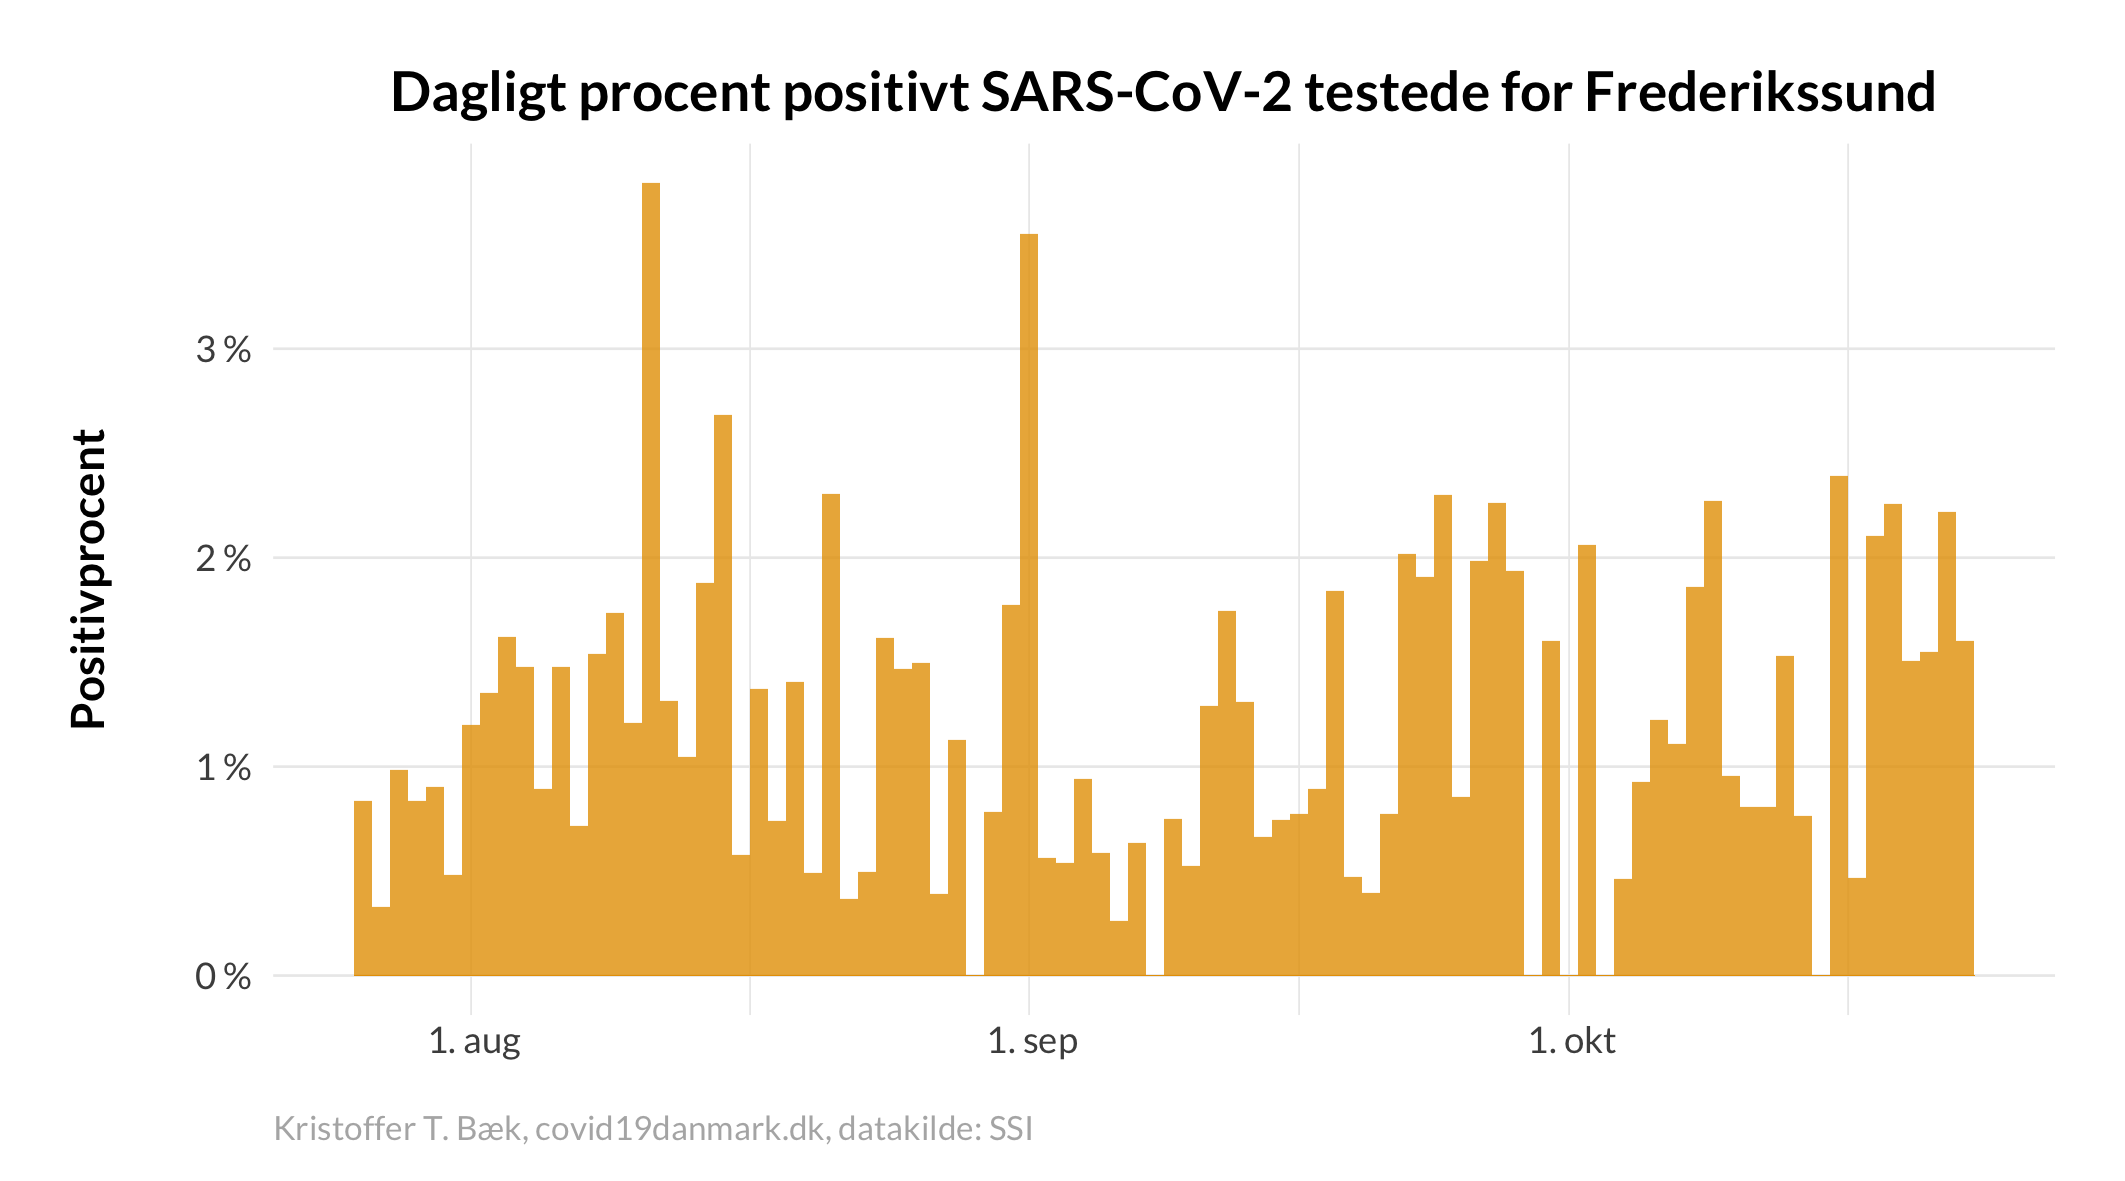 Dagligt procent positivt SARS-CoV-2 testede for Frederikssund
Positivprocent
3 %
2 %
1 %
0 %
1. aug
1. sep
1. okt
Kristoffer T. Bæk, covid19danmark.dk, datakilde: SSI